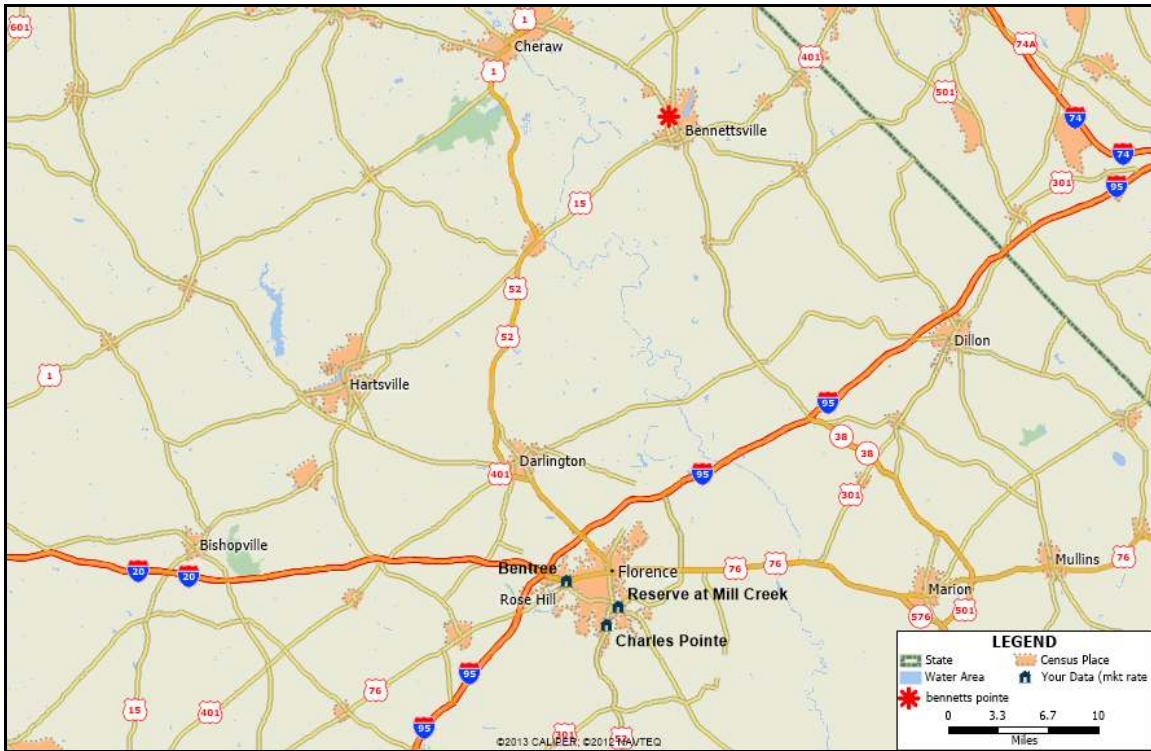 601
1
Cheraw
401
74A
1
501
74
Bennettsville
74
301
95
15
52
52
Dillon
1
Hartsville
95
38
Darlington
38
401
95
301
Bishopville
20
20
Bentree
Florence
76
76
Mullins
76
Rose Hill
Reserve at Mill Creek
Marion
501
576
Charles Pointe
95
76
15
401
95
301
52
LEGEND
State
Census Place
Water Area
Your Data (mkt rate
bennetts pointe
0 3.3 6.7 10
Miles
©2013 CALIPER; ©2012 NAVTEQ